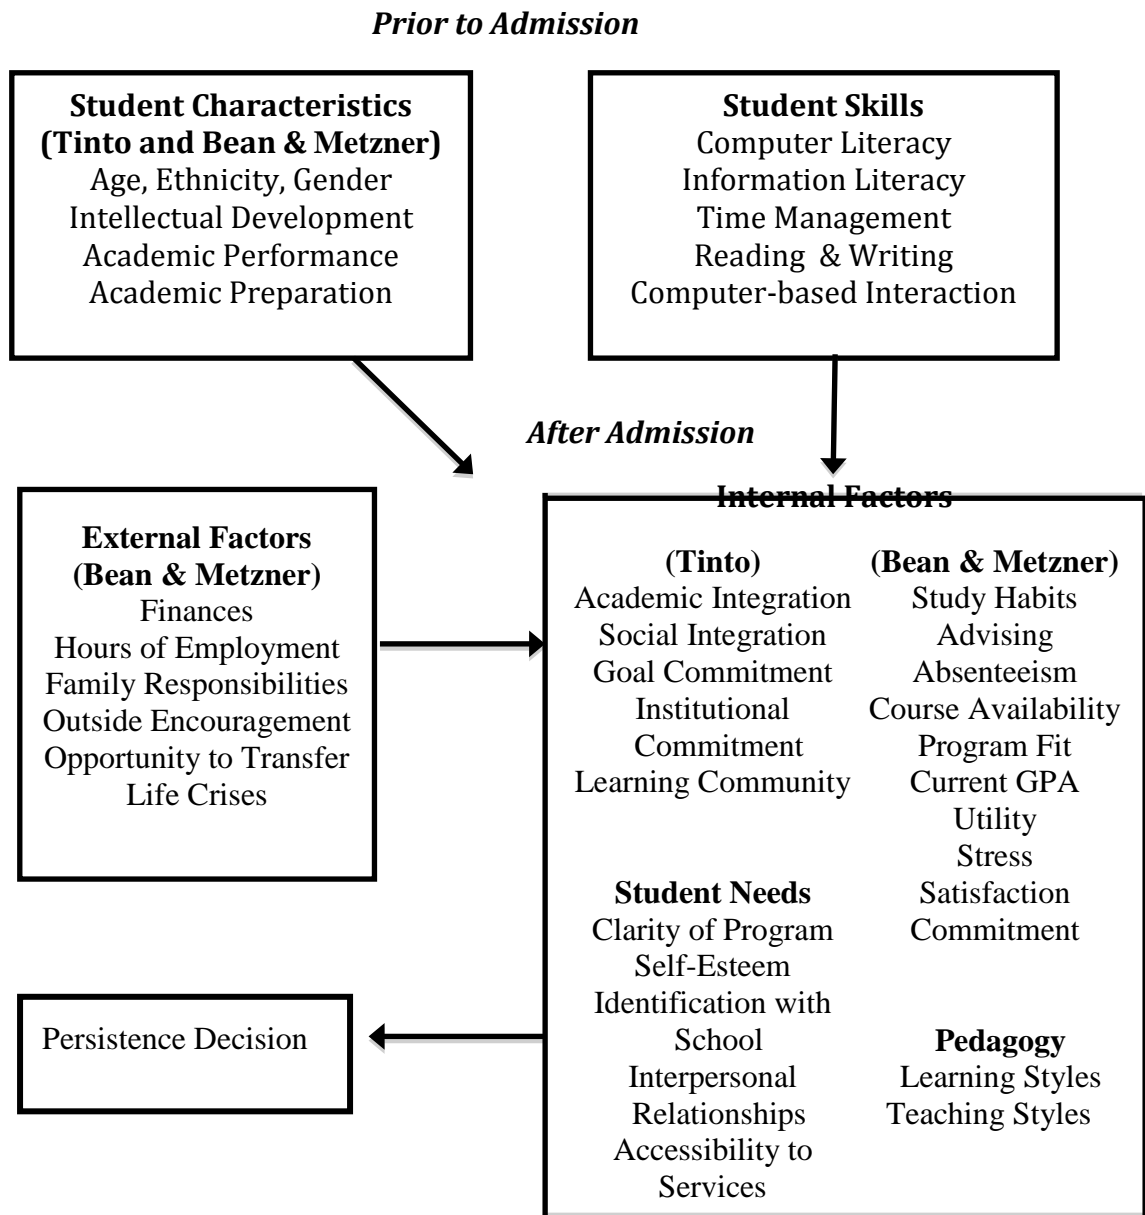 Prior to Admission
Student Characteristics
(Tinto and Bean & Metzner)
Age, Ethnicity, Gender
Intellectual Development
Academic Performance
Academic Preparation
Student Skills
Computer Literacy
Information Literacy
Time Management
Reading & Writing
Computer-based Interaction
After Admission
External Factors
(Bean & Metzner)
Finances
Hours of Employment
Family Responsibilities
Outside Encouragement
Opportunity to Transfer
Life Crises
Internal Factors
(Tinto)
Academic Integration
Social Integration
Goal Commitment
Institutional
Commitment
Learning Community
(Bean & Metzner)
Study Habits
Advising
Absenteeism
Course Availability
Program Fit
Current GPA
Utility
Stress
Satisfaction
Commitment
Student Needs
Clarity of Program
Self-Esteem
Identification with
School
Interpersonal
Relationships
Accessibility to
Services
Pedagogy
Learning Styles
Teaching Styles
Persistence Decision